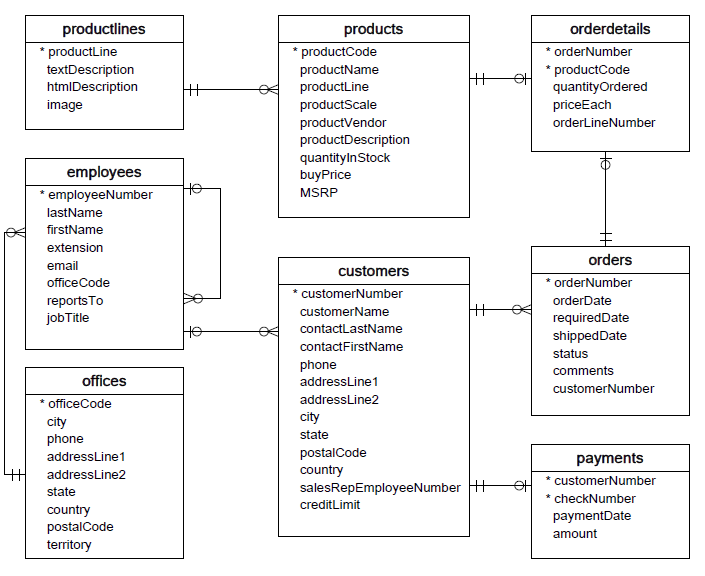 productlines
* productLine
textDescription
htmlDescription
image
products
* productCode
productName
productLine
productScale
productVendor
productDescription
quantityInStock
buyPrice
MSRP
orderdetails
* orderNumber
* productCode
quantityOrdered
priceEach
orderLineNumber
employees
* employeeNumber
lastName
firstName
extension
email
officeCode
reportsTo
jobTitle
customers
* customerNumber
customerName
contactLastName
contactFirstName
phone
addressLine1
addressLine2
city
state
postalCode
country
salesRepEmployeeNumber
creditLimit
orders
* orderNumber
orderDate
requiredDate
shippedDate
status
comments
customerNumber
offices
* officeCode
city
phone
addressLine1
addressLine2
state
country
postalCode
territory
payments
* customerNumber
* checkNumber
paymentDate
amount